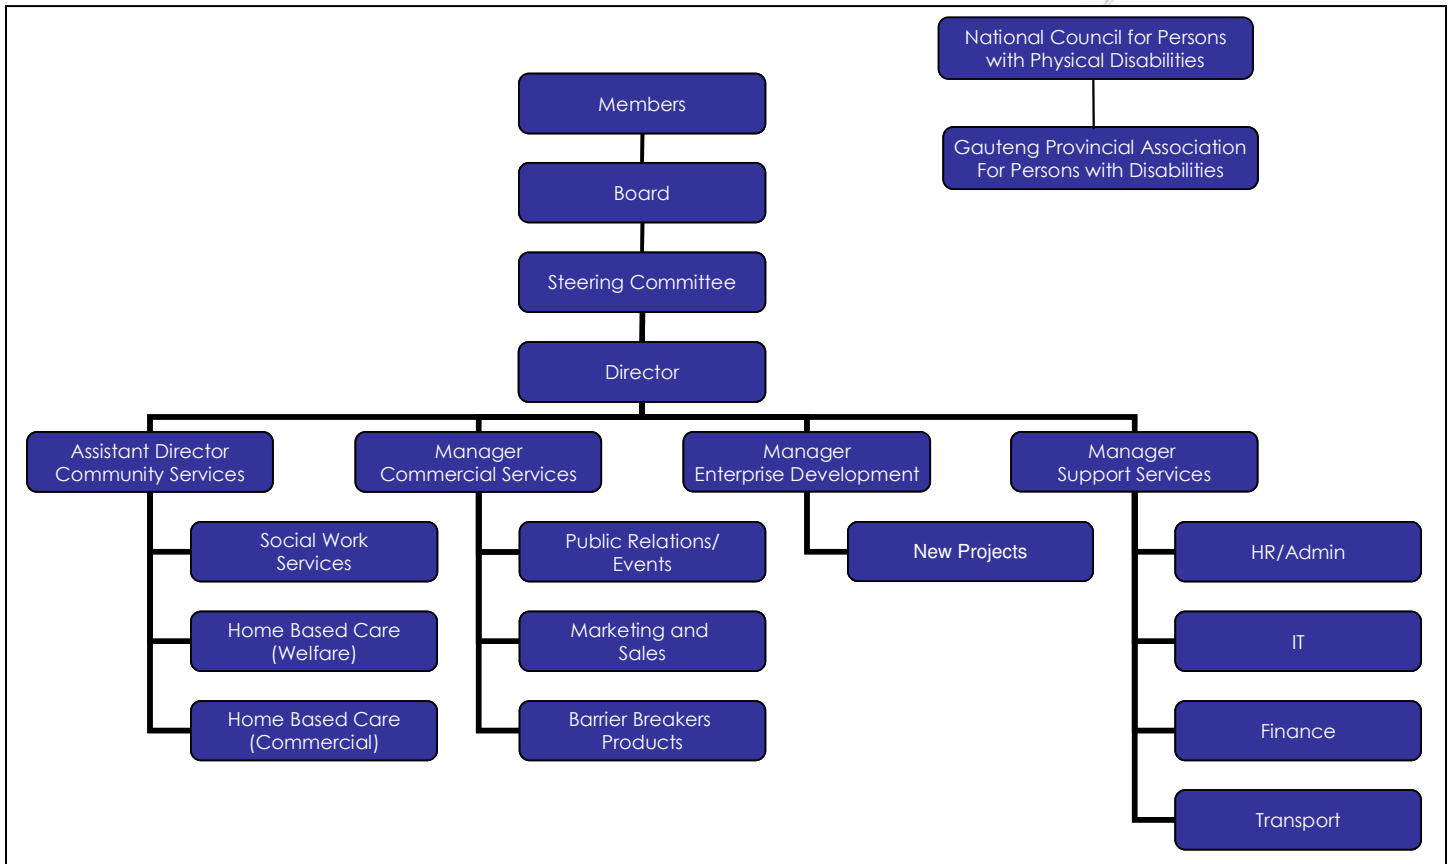 National Council for Persons
with Physical Disabilities
Members
Gauteng Provincial Association
For Persons with Disabilities
Board
Steering Committee
Director
Assistant Director
Community Services
Manager
Commercial Services
Manager
Enterprise Development
Manager
Support Services
Social Work
Services
Home Based Care
(Welfare)
Home Based Care
(Commercial)
Public Relations/
Events
Marketing and
Sales
Barrier Breakers
Products
New Projects
HR/Admin
IT
Finance
Transport